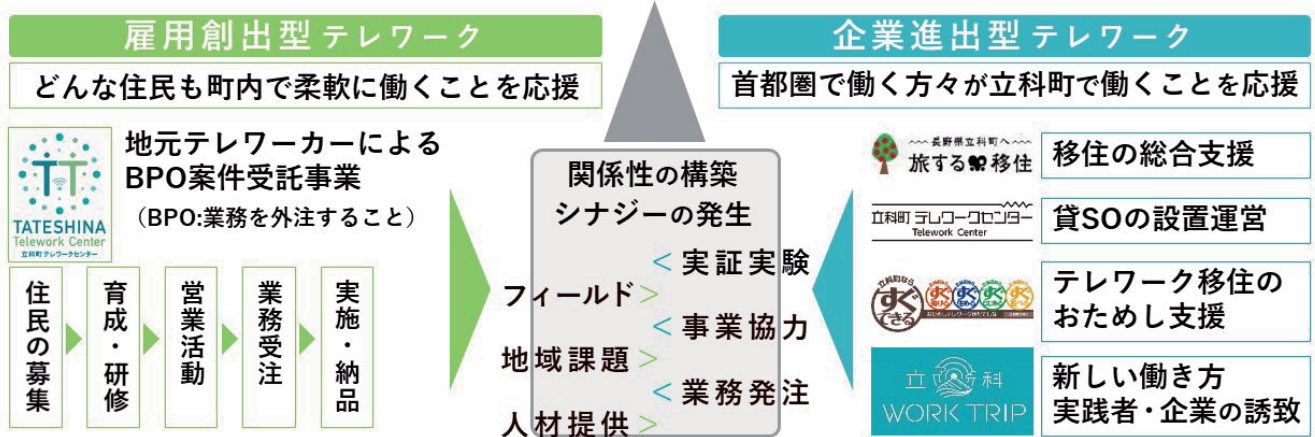 雇用創出型テレワーク
どんな住民も町内で柔軟に働くことを応援
TATESHINA
Telework Center
立科町テレワークセンター
地元テレワーカーによる
BPO案件受託事業
（BPO:業務を外注すること）
住民の募集
育成・研修
営業活動
業務受注
実施・納品
関係性の構築
シナジーの発生
＜実証実験
フィールド＞
＜事業協力
地域課題＞
＜業務発注
人材提供＞
企業進出型テレワーク
首都圏で働く方々が立科町で働くことを応援
長野県立科町へ
旅する移住
移住の総合支援
立科町テレワークセンター
Telework Center
貸SOの設置運営
立科町なら
すぐできる
テレワーク移住の
おためし支援
立科
WORK TRIP
新しい働き方
実践者・企業の誘致